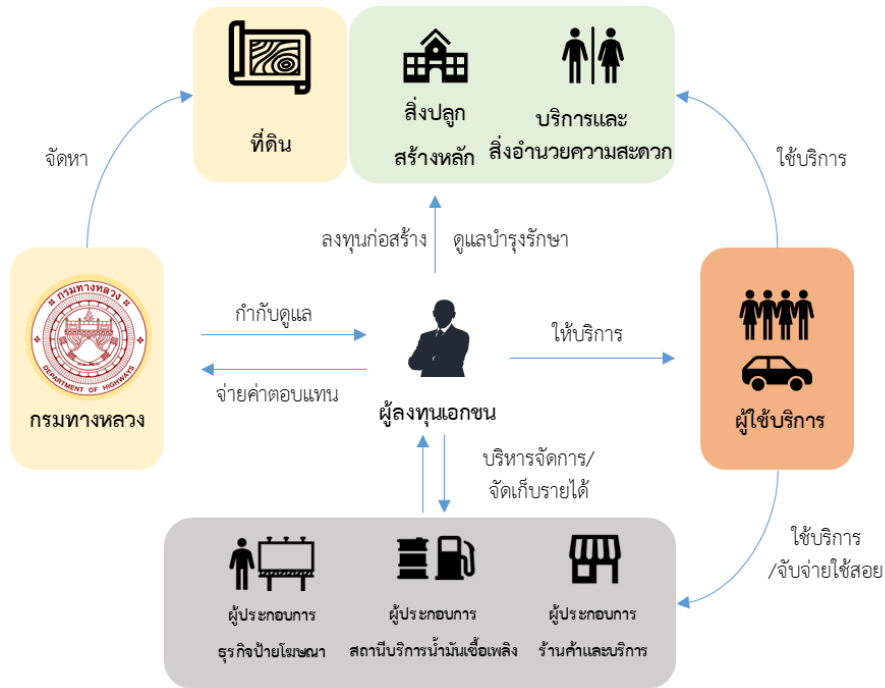 ที่ดิน
สิ่งปลูก
สร้างหลัก
บริการและ
สิ่งอำนวยความสะดวก
จัดหา
ใช้บริการ
ลงทุนก่อสร้าง
ดูแลบำรุงรักษา
กรมทางหลวง
DEPARTMENT OF HIGHWAYS
กรมทางหลวง
กำกับดูแล
จ่ายค่าตอบแทน
ผู้ลงทุนเอกชน
ให้บริการ
ผู้ใช้บริการ
บริหารจัดการ/
จัดเก็บรายได้
ใช้บริการ
/จับจ่ายใช้สอย
ผู้ประกอบการ
ธุรกิจป้ายโฆษณา
ผู้ประกอบการ
สถานีบริการน้ำมันเชื้อเพลิง
ผู้ประกอบการ
ร้านค้าและบริการ